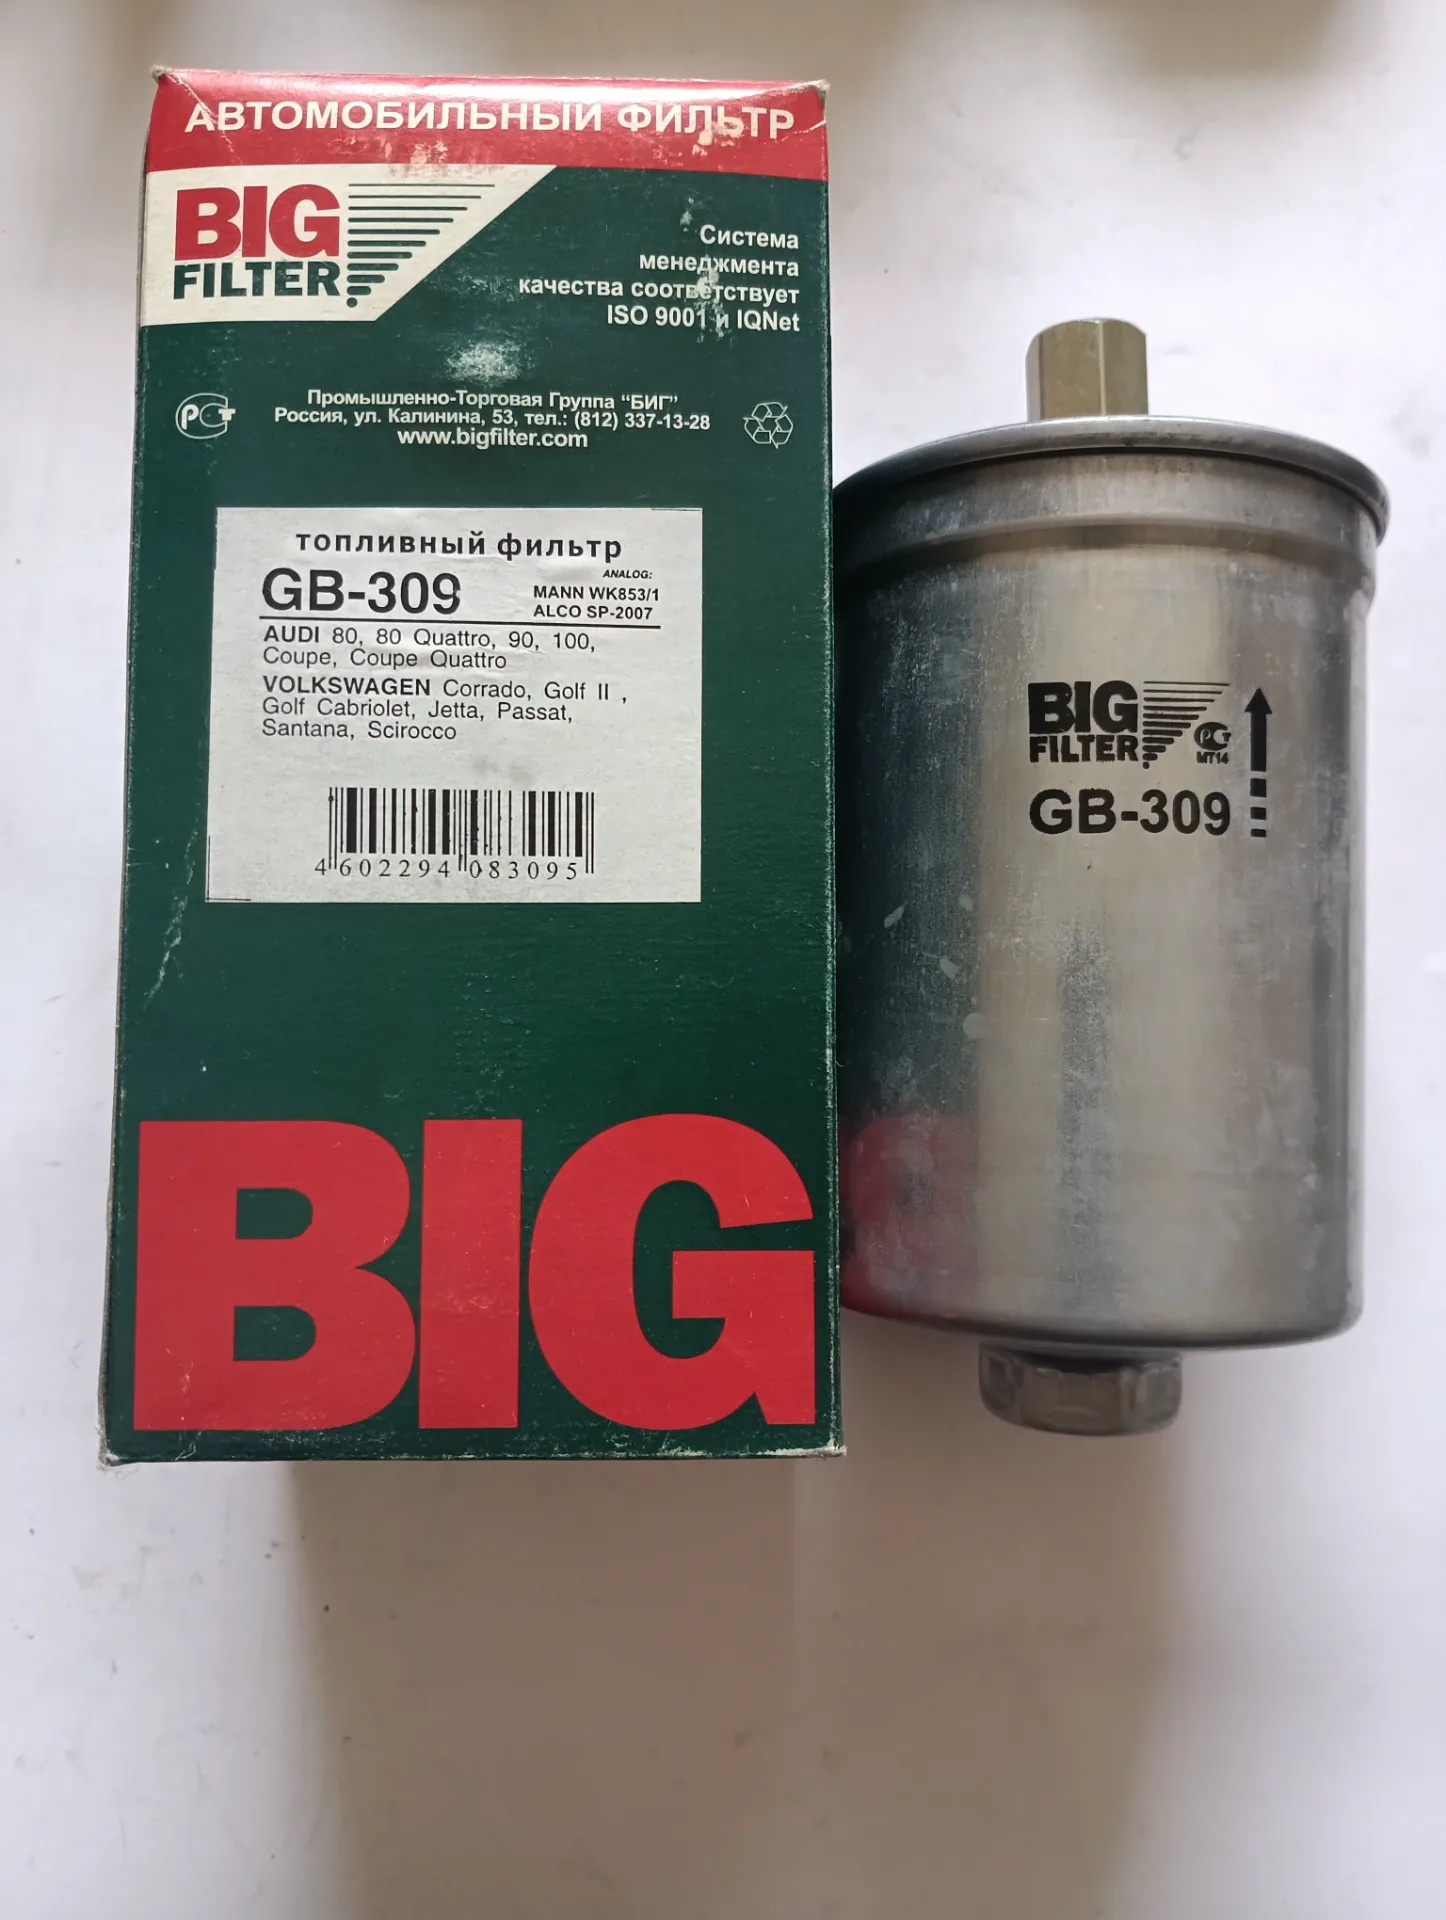 АВТОМОБИЛЬНЫЙ ФИЛЬТР
BIG
FILTER
Система
менеджмента
качества соответствует
ISO 9001 и IQNet
РСТ
Промышленно-Торговая Группа “БИГ”
Россия, ул. Калинина, 53, тел.: (812) 337-13-28
www.bigfilter.com
топливный фильтр
GB-309
ANALOG:
MANN WK853/1
ALCO SP-2007
AUDI 80, 80 Quattro, 90, 100,
Coupe, Coupe Quattro
VOLKSWAGEN Corrado, Golf II ,
Golf Cabriolet, Jetta, Passat,
Santana, Scirocco
4 602294 083095
BIG
BIG
FILTER
РСТ
МТ14
GB-309